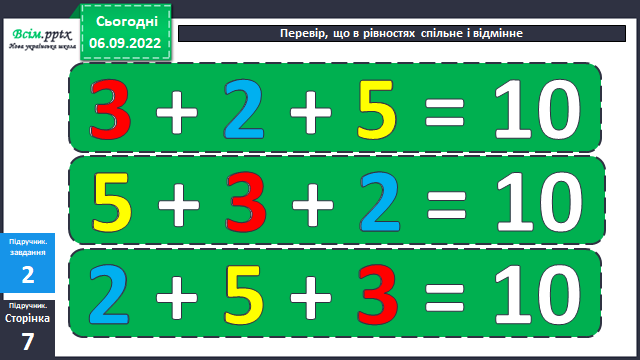 Всім.pptx
Нова українська школа
Сьогодні
06.09.2022
Перевір, що в рівностях спільне і відмінне
3 + 2 + 5 = 10
5 + 3 + 2 = 10
2 + 5 + 3 = 10
Підручник.
завдання
2
Підручник.
Сторінка
7